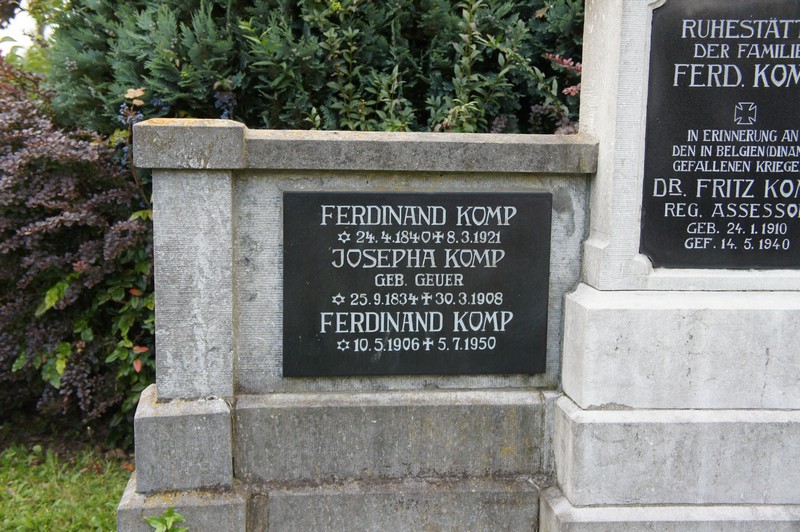 FERDINAND KOMP
✡ 24.4.1840 ✝ 8.3.1921
JOSEPHA KOMP
GEB. GEUER
✡ 25.9.1834 ✝ 30.3.1908
FERDINAND KOMP
✡ 10.5.1906 ✝ 5.7.1950
RUHESTÄTT
DER FAMILIE
FERD. KOM
IN ERINNERUNG AN
DEN IN BELGIEN (DINAN
GEFALLENEN KRIEGE
DR. FRITZ KOM
REG. ASSESSO
GEB. 24.1.1910
GEF. 14.5.1940